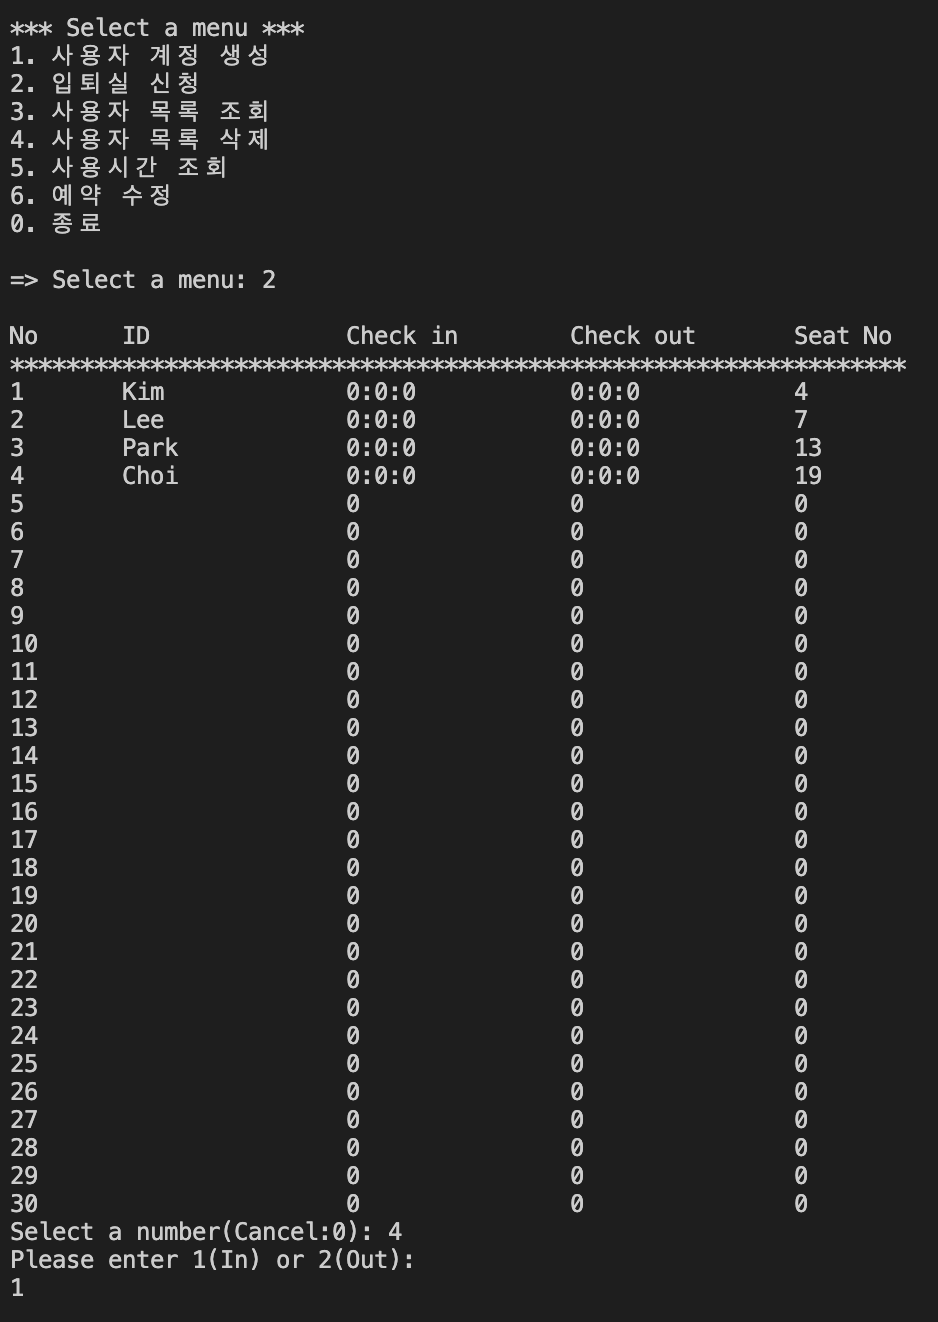 *** Select a menu ***
1. 사용자 계정 생성
2. 입퇴실 신청
3. 사용자 목록 조회
4. 사용자 목록 삭제
5. 사용시간 조회
6. 예약 수정
0. 종료
=> Select a menu: 2
No ID Check in Check out Seat No
****************************************************************
1 Kim 0:0:0 0:0:0 4
2 Lee 0:0:0 0:0:0 7
3 Park 0:0:0 0:0:0 13
4 Choi 0:0:0 0:0:0 19
5 0 0 0
6 0 0 0
7 0 0 0
8 0 0 0
9 0 0 0
10 0 0 0
11 0 0 0
12 0 0 0
13 0 0 0
14 0 0 0
15 0 0 0
16 0 0 0
17 0 0 0
18 0 0 0
19 0 0 0
20 0 0 0
21 0 0 0
22 0 0 0
23 0 0 0
24 0 0 0
25 0 0 0
26 0 0 0
27 0 0 0
28 0 0 0
29 0 0 0
30 0 0 0
Select a number(Cancel:0): 4
Please enter 1(In) or 2(Out):
1